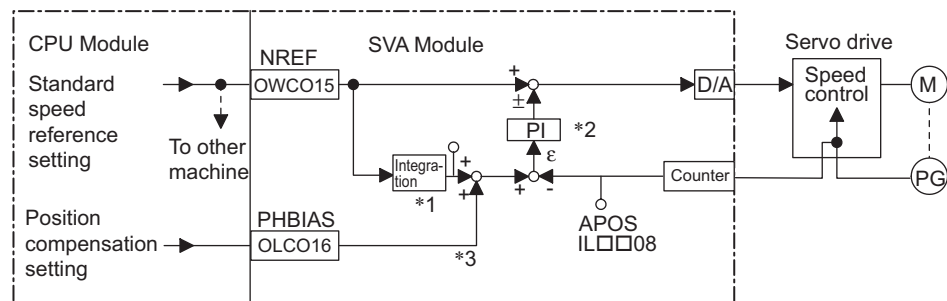 CPU Module
SVA Module
NREF
Servo drive
Standard
speed
reference
setting
OWCO15
+
±
D/A
Speed
control
M
To other
machine
PI
*2
ε
Integra-
tion
*1
+
+
+
-
Counter
PG
APOS
IL□□08
Position
compensation
setting
PHBIAS
OLCO16
*3